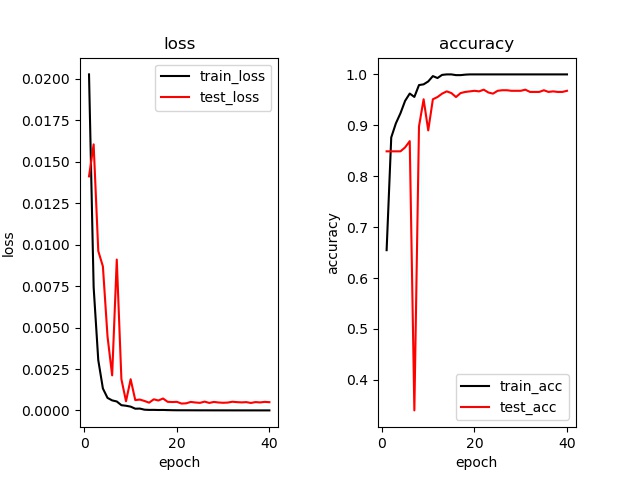 loss
train_loss
test_loss
0.0200
0.0175
0.0150
0.0125
0.0100
0.0075
0.0050
0.0025
0.0000
loss
0 20 40
epoch
accuracy
1.0
0.9
0.8
0.7
0.6
0.5
0.4
accuracy
train_acc
test_acc
0 20 40
epoch